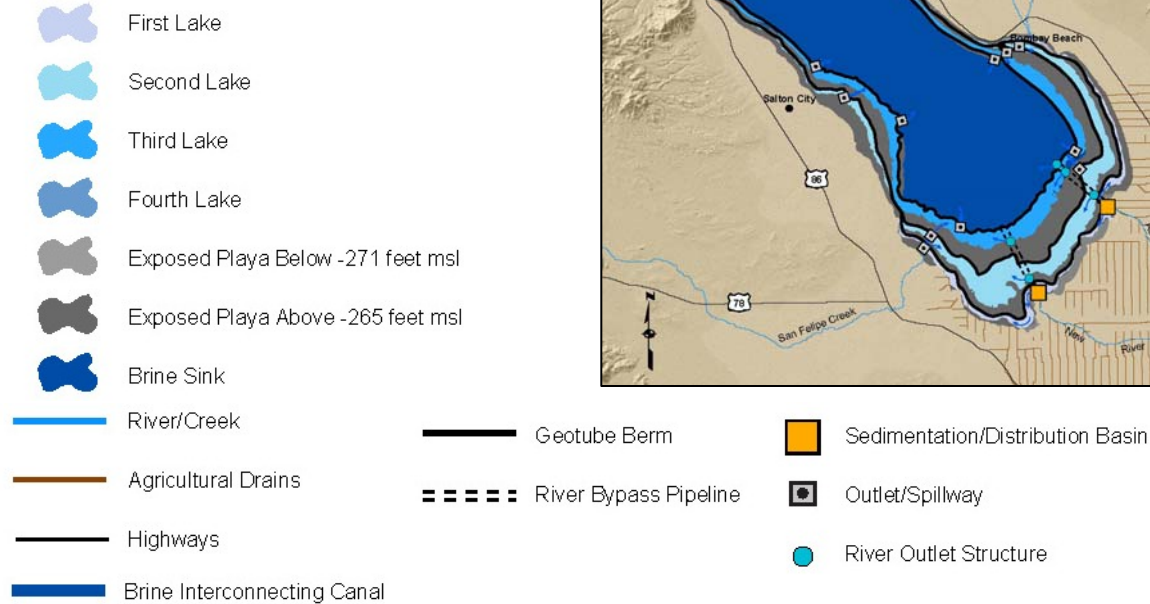 First Lake
Second Lake
Third Lake
Fourth Lake
Exposed Playa Below -271 feet msl
Exposed Playa Above -265 feet msl
Brine Sink
River/Creek
Agricultural Drains
Highways
Brine Interconnecting Canal
Geotube Berm
River Bypass Pipeline
Sedimentation/Distribution Basin
Outlet/Spillway
River Outlet Structure
Bombay Beach
Salton City
86
78
San Felipe Creek
New
River
N